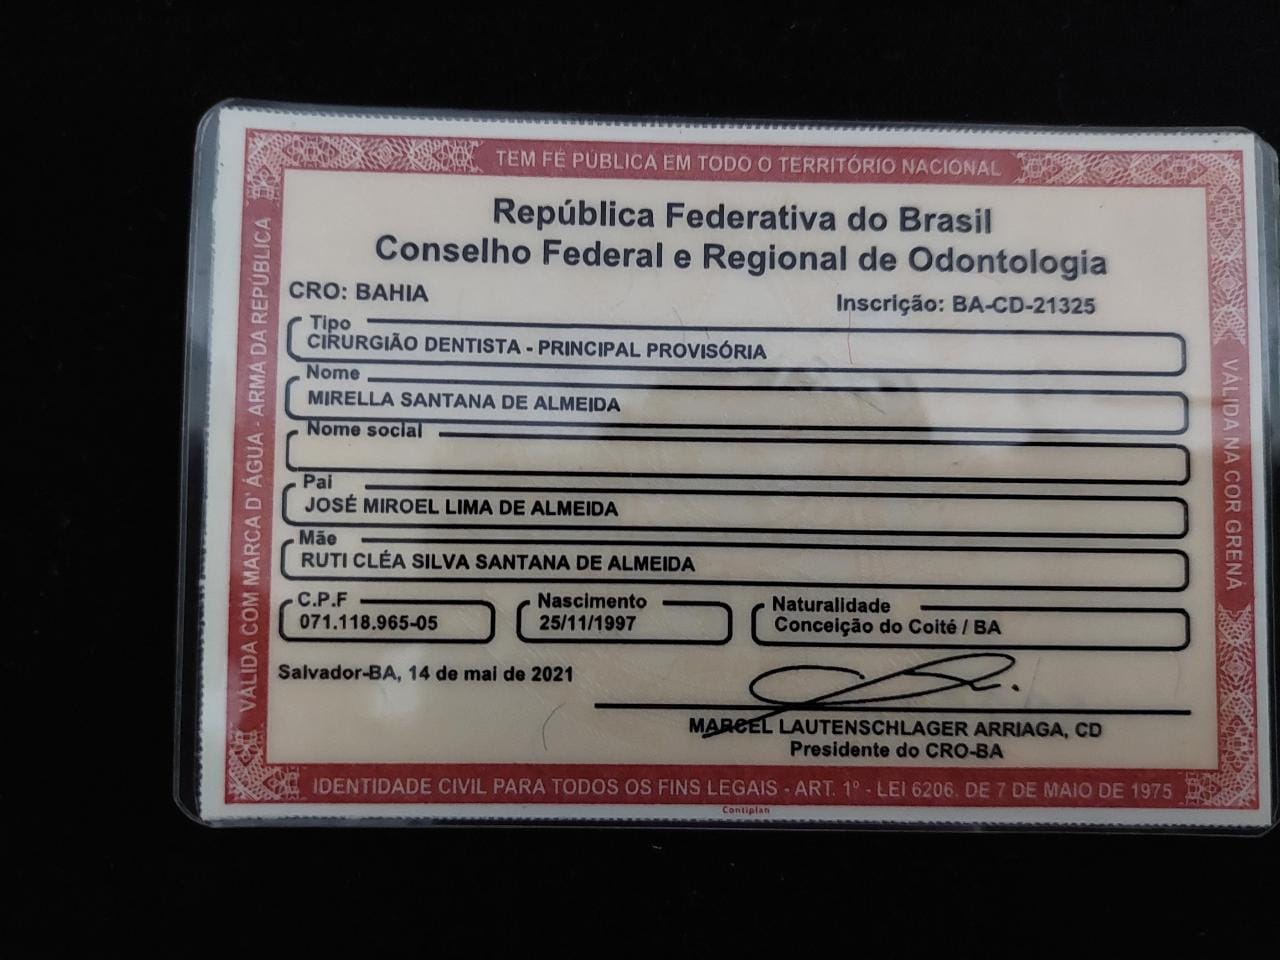 TEM FÉ PÚBLICA EM TODO O TERRITÓRIO NACIONAL
VÁLIDA COM MARCA D' ÁGUA - ARMA DA REPÚBLICA
VÁLIDA NA COR GRENÁ
República Federativa do Brasil
Conselho Federal e Regional de Odontologia
CRO: BAHIA
Inscrição: BA-CD-21325
Tipo
CIRURGIÃO DENTISTA - PRINCIPAL PROVISÓRIA
Nome
MIRELLA SANTANA DE ALMEIDA
Nome social
Pai
JOSÉ MIROEL LIMA DE ALMEIDA
Mãe
RUTI CLÉA SILVA SANTANA DE ALMEIDA
C.P.F
071.118.965-05
Nascimento
25/11/1997
Naturalidade
Conceição do Coité / BA
Salvador-BA, 14 de mai de 2021
MARCEL LAUTENSCHLAGER ARRIAGA, CD
Presidente do CRO-BA
IDENTIDADE CIVIL PARA TODOS OS FINS LEGAIS - ART. 1º - LEI 6206. DE 7 DE MAIO DE 1975
Contiplan